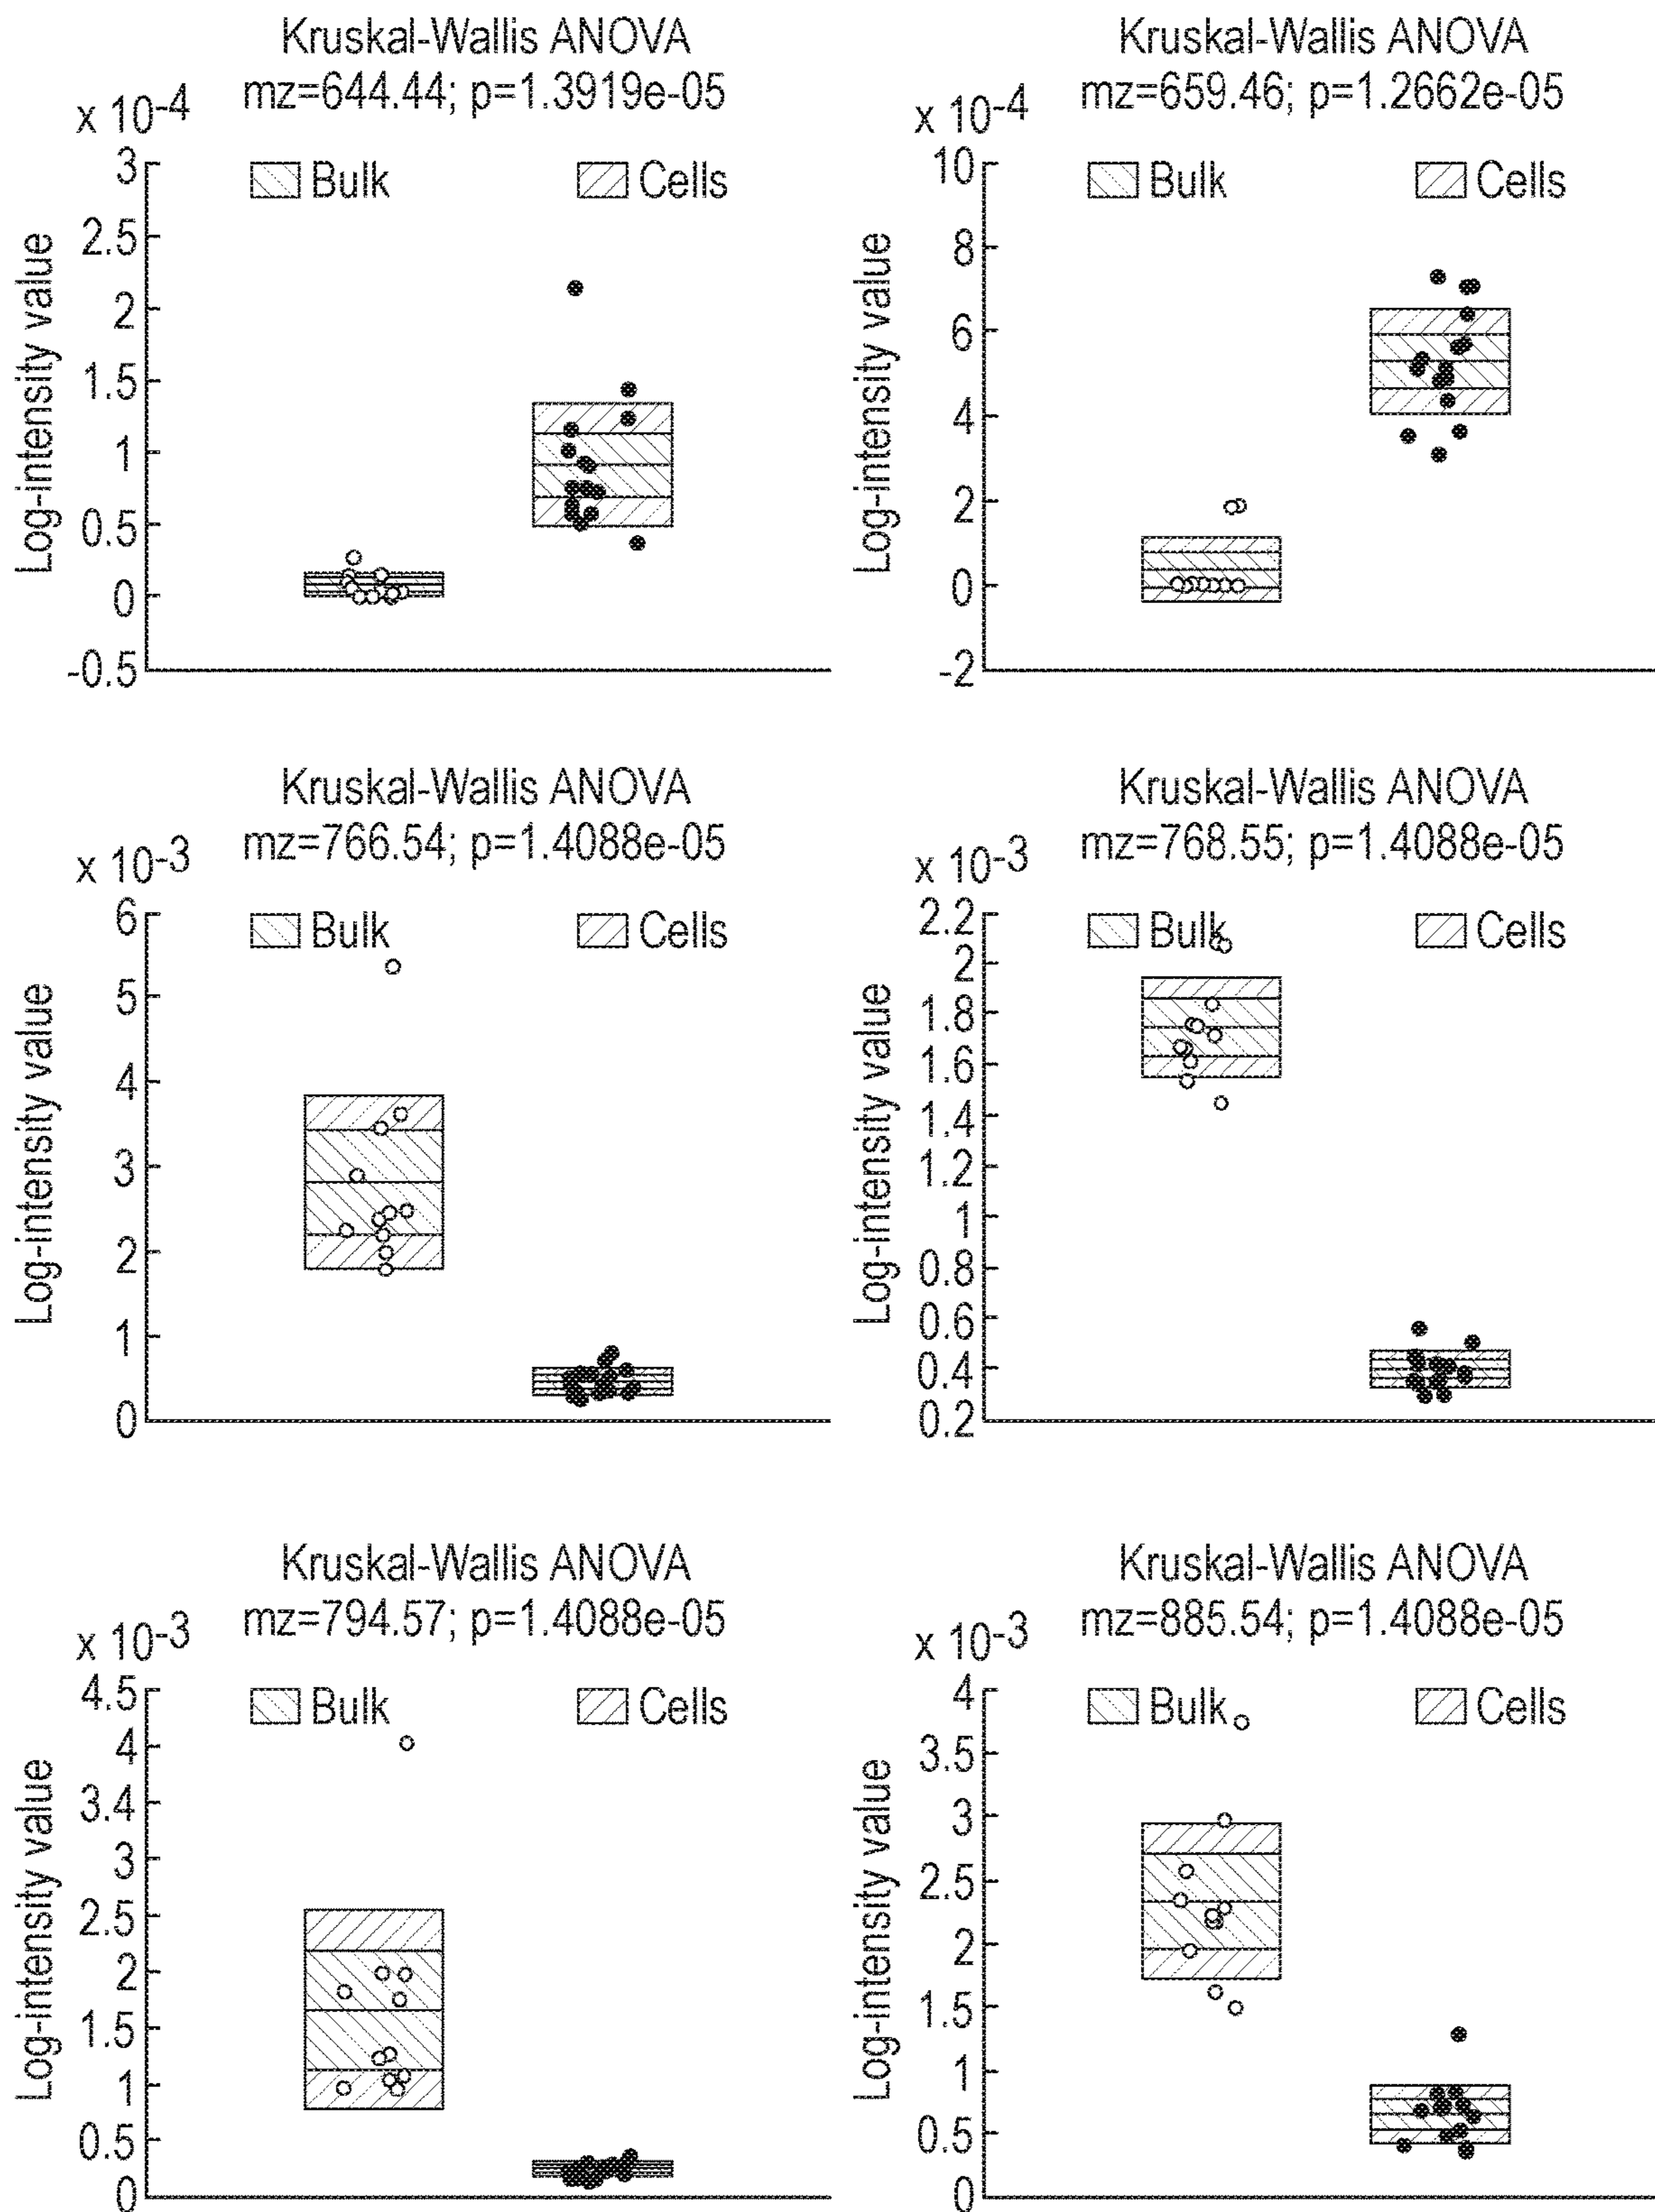 Kruskal-Wallis ANOVA
mz=644.44; p=1.3919e-05
x 10-4
Bulk
Cells
3
2.5
2
1.5
1
0.5
0
-0.5
Log-intensity value
Kruskal-Wallis ANOVA
mz=659.46; p=1.2662e-05
x 10-4
Bulk
Cells
10
8
6
4
2
0
-2
Log-intensity value
Kruskal-Wallis ANOVA
mz=766.54; p=1.4088e-05
x 10-3
Bulk
Cells
6
5
4
3
2
1
0
Log-intensity value
Kruskal-Wallis ANOVA
mz=768.55; p=1.4088e-05
x 10-3
Bulk
Cells
2.2
2
1.8
1.6
1.4
1.2
1
0.8
0.6
0.4
0.2
Log-intensity value
Kruskal-Wallis ANOVA
mz=794.57; p=1.4088e-05
x 10-3
Bulk
Cells
4.5
4
3.4
3
2.5
2
1.5
1
0.5
0
Log-intensity value
Kruskal-Wallis ANOVA
mz=885.54; p=1.4088e-05
x 10-3
Bulk
Cells
4
3.5
3
2.5
2
1.5
1
0.5
0
Log-intensity value